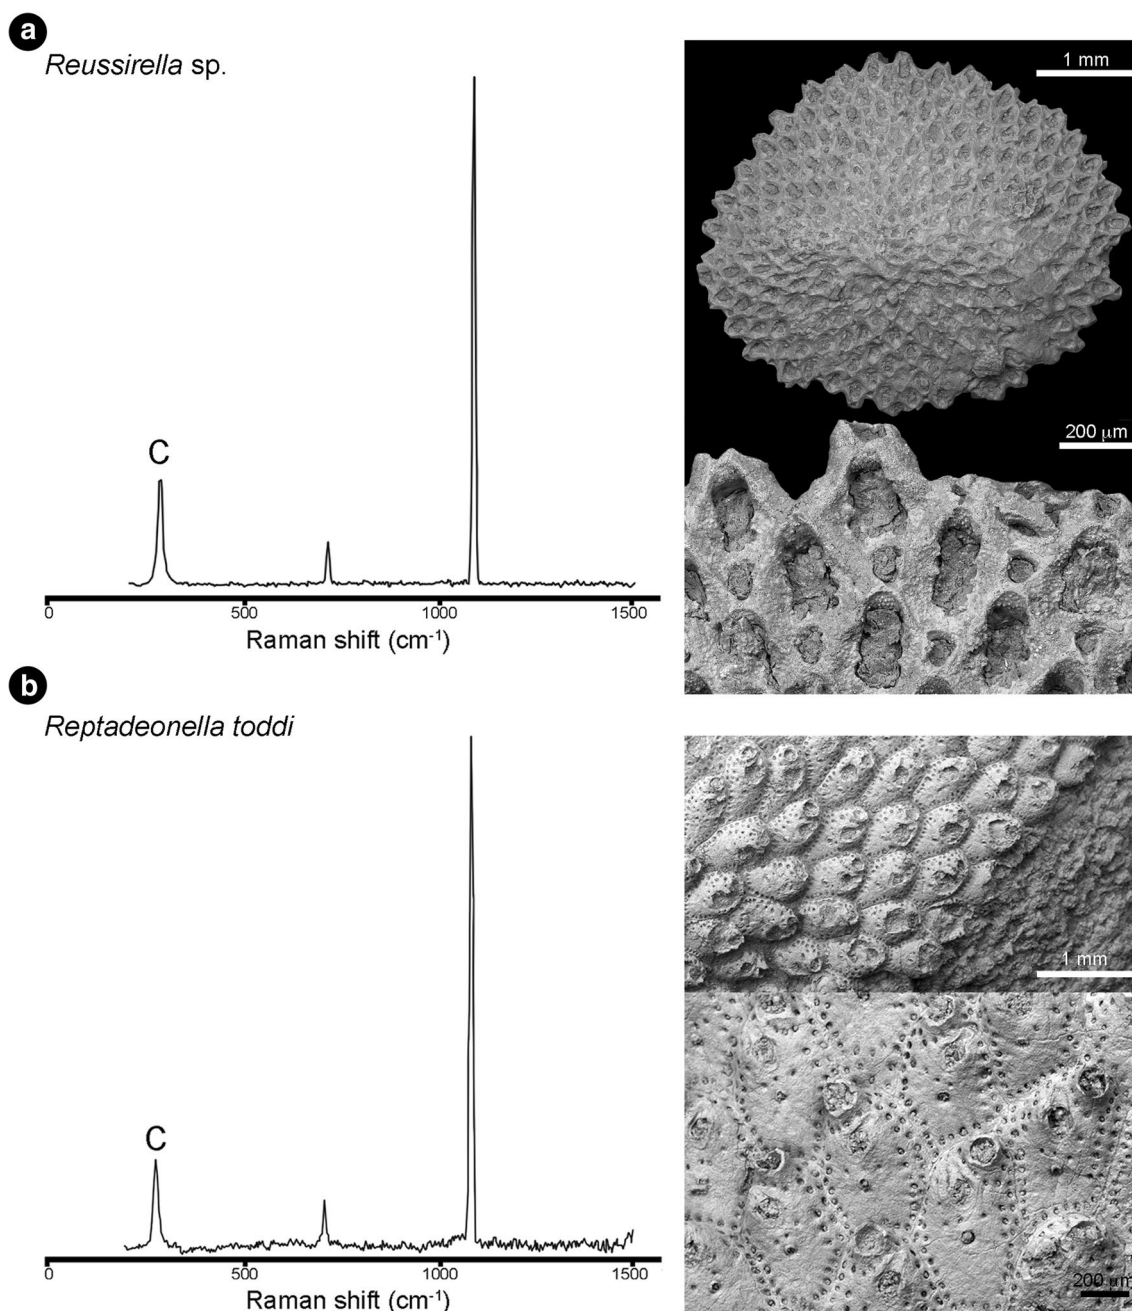 a
Reussirella sp.
1 mm
C
200 μm
0 500 1000 1500
Raman shift (cm-1)
b
Reptadeonella toddi
1 mm
C
200 μm
0 500 1000 1500
Raman shift (cm-1)